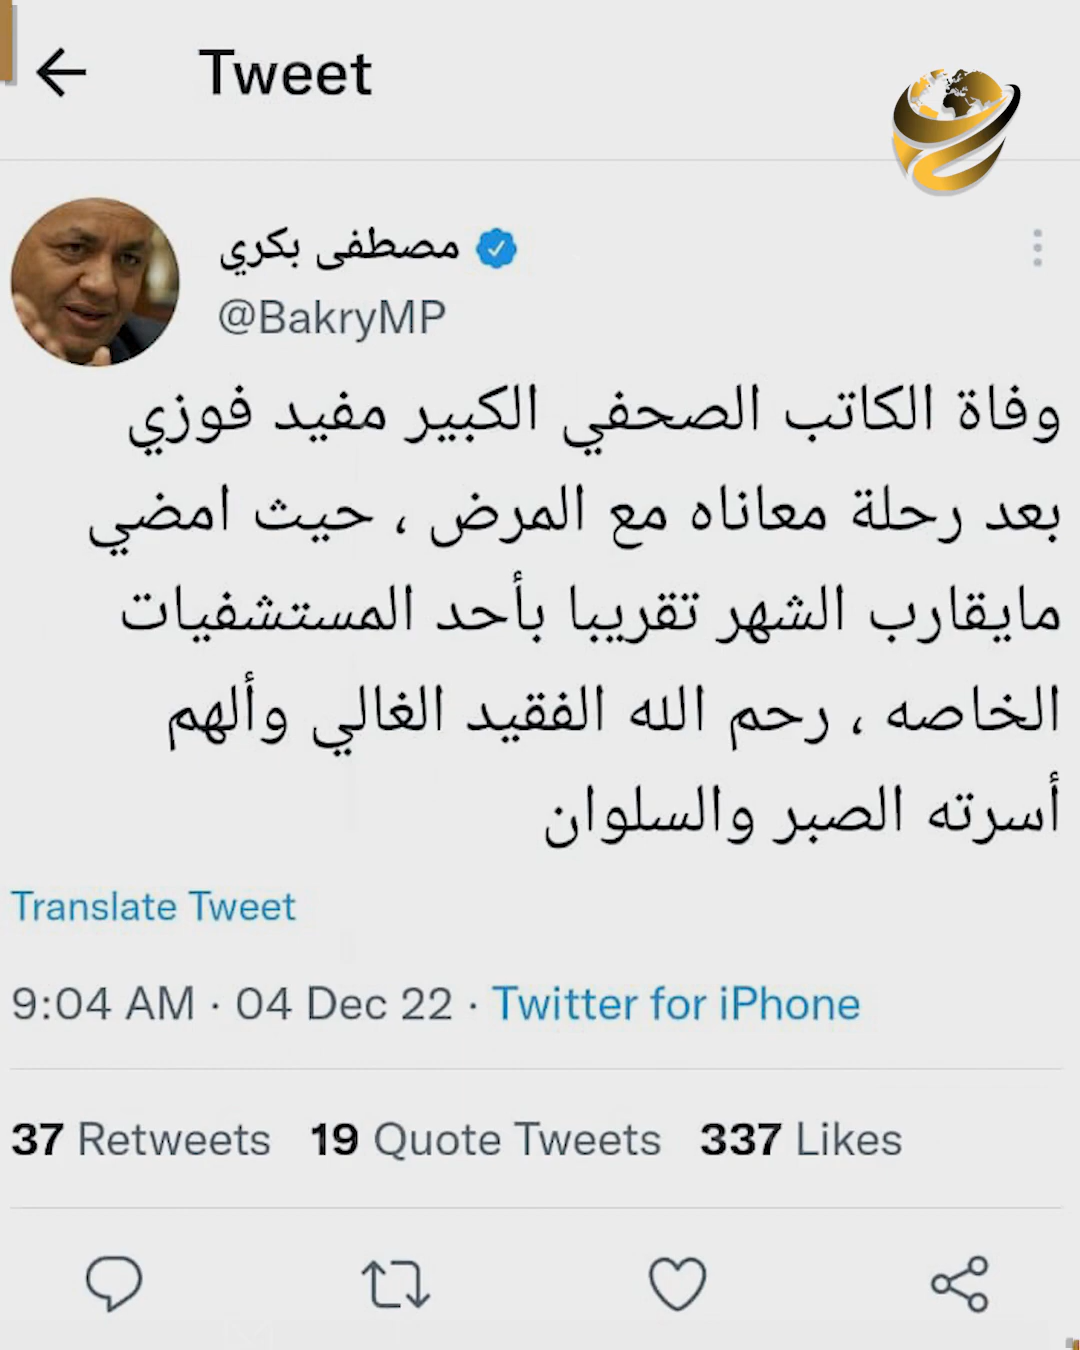 Tweet
مصطفى بكري
@BakryMP
وفاة الكاتب الصحفي الكبير مفيد فوزي
بعد رحلة معاناه مع المرض ، حيث امضي
مايقارب الشهر تقريبا بأحد المستشفيات
الخاصه ، رحم الله الفقيد الغالي وألهم
أسرته الصبر والسلوان
Translate Tweet
9:04 AM · 04 Dec 22 · Twitter for iPhone
37 Retweets 19 Quote Tweets 337 Likes